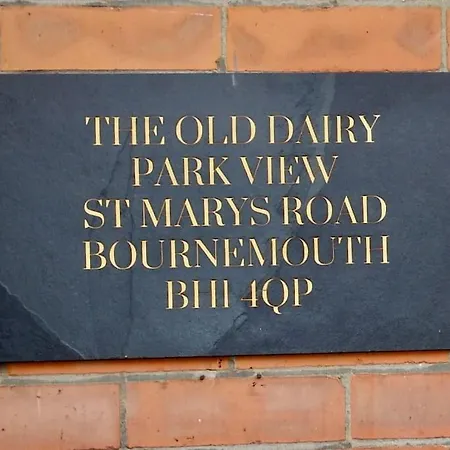 THE OLD DAIRY
PARK VIEW
ST MARYS ROAD
BOURNEMOUTH
BH1 4QP